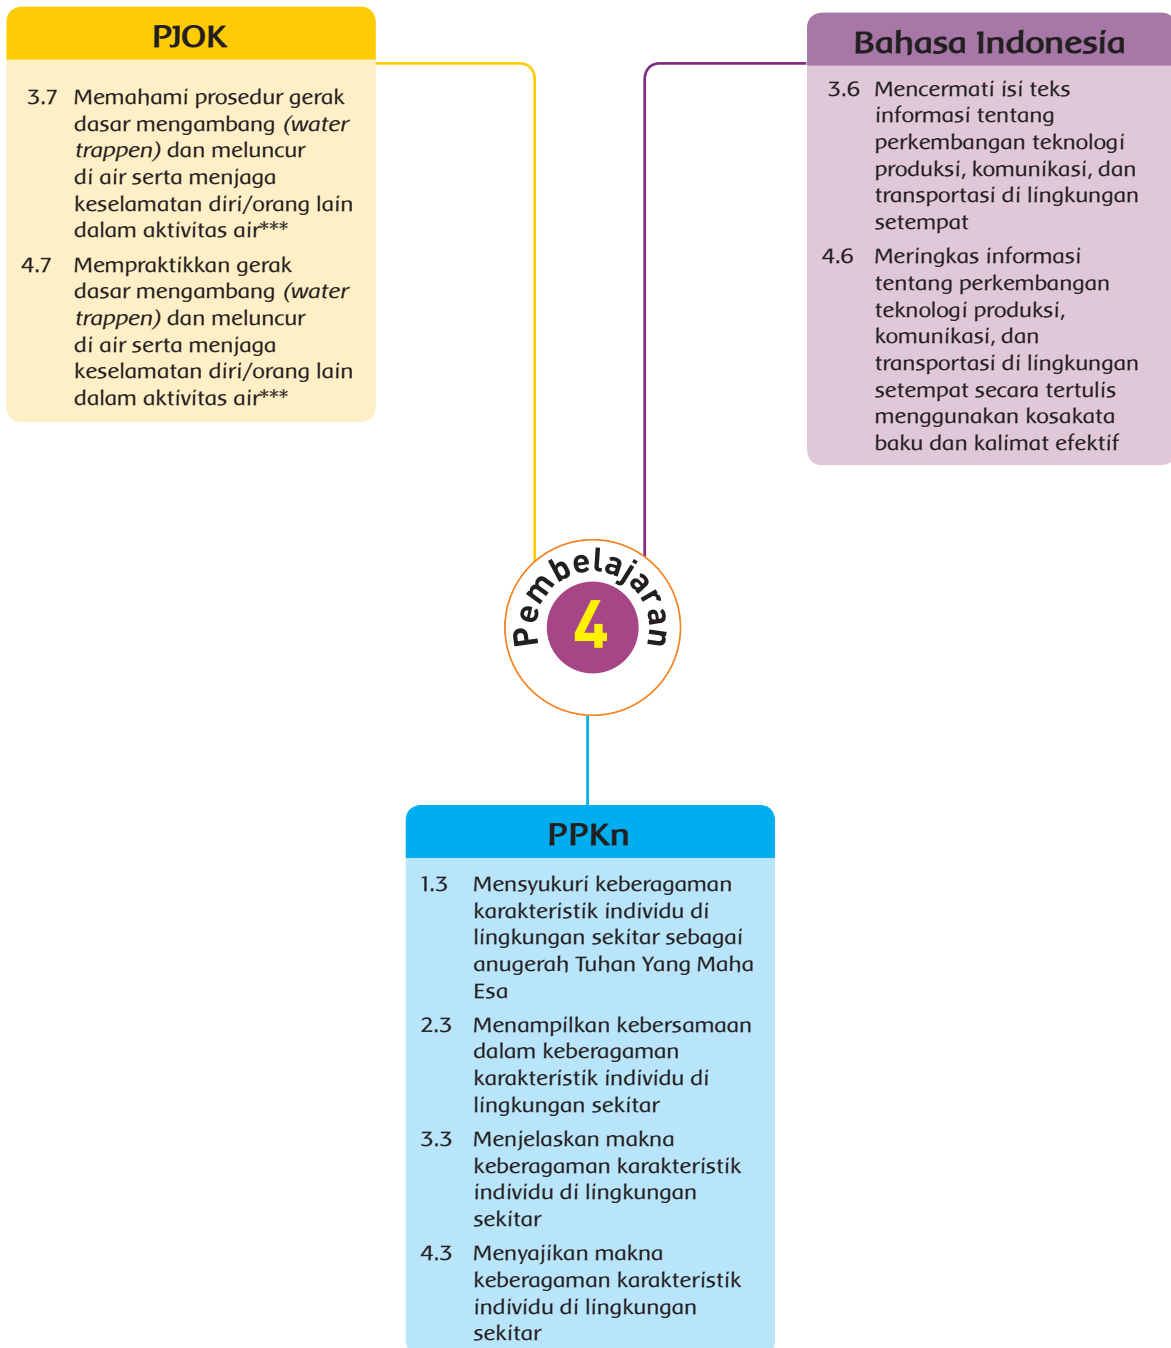 PJOK
3.7 Memahami prosedur gerak
dasar mengambang (water
trappen) dan meluncur
di air serta menjaga
keselamatan diri/orang lain
dalam aktivitas air***
4.7 Mempraktikkan gerak
dasar mengambang (water
trappen) dan meluncur
di air serta menjaga
keselamatan diri/orang lain
dalam aktivitas air***
Bahasa Indonesia
3.6 Mencermati isi teks
informasi tentang
perkembangan teknologi
produksi, komunikasi, dan
transportasi di lingkungan
setempat
4.6 Meringkas informasi
tentang perkembangan
teknologi produksi,
komunikasi, dan
transportasi di lingkungan
setempat secara tertulis
menggunakan kosakata
baku dan kalimat efektif
Pembelajaran
4
PPKn
1.3 Mensyukuri keberagaman
karakteristik individu di
lingkungan sekitar sebagai
anugerah Tuhan Yang Maha
Esa
2.3 Menampilkan kebersamaan
dalam keberagaman
karakteristik individu di
lingkungan sekitar
3.3 Menjelaskan makna
keberagaman karakteristik
individu di lingkungan
sekitar
4.3 Menyajikan makna
keberagaman karakteristik
individu di lingkungan
sekitar